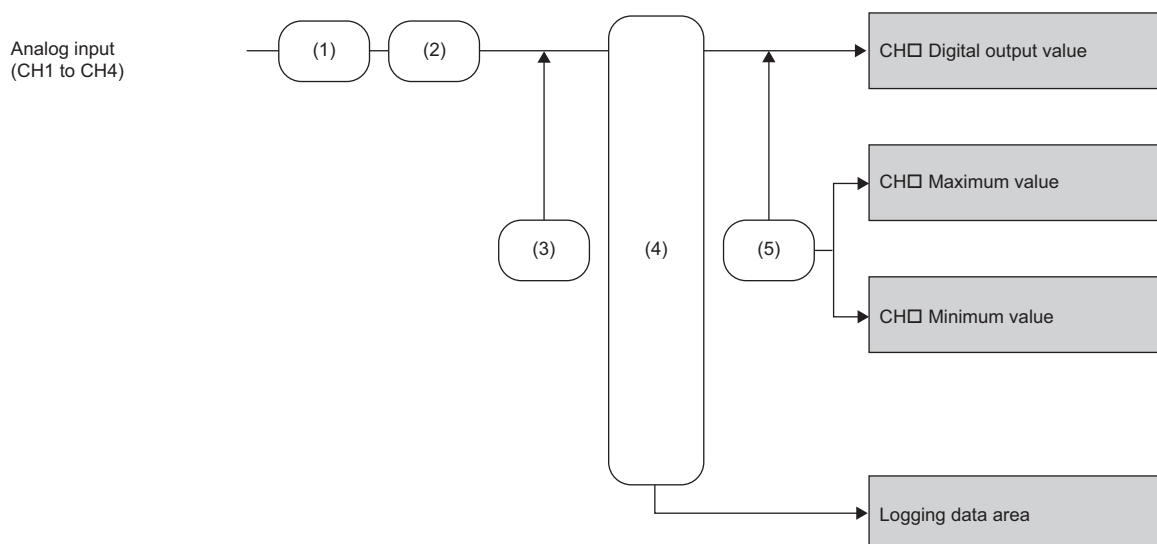 Analog input
(CH1 to CH4)
(1)
(2)
(3)
(4)
(5)
CH□ Digital output value
CH□ Maximum value
CH□ Minimum value
Logging data area